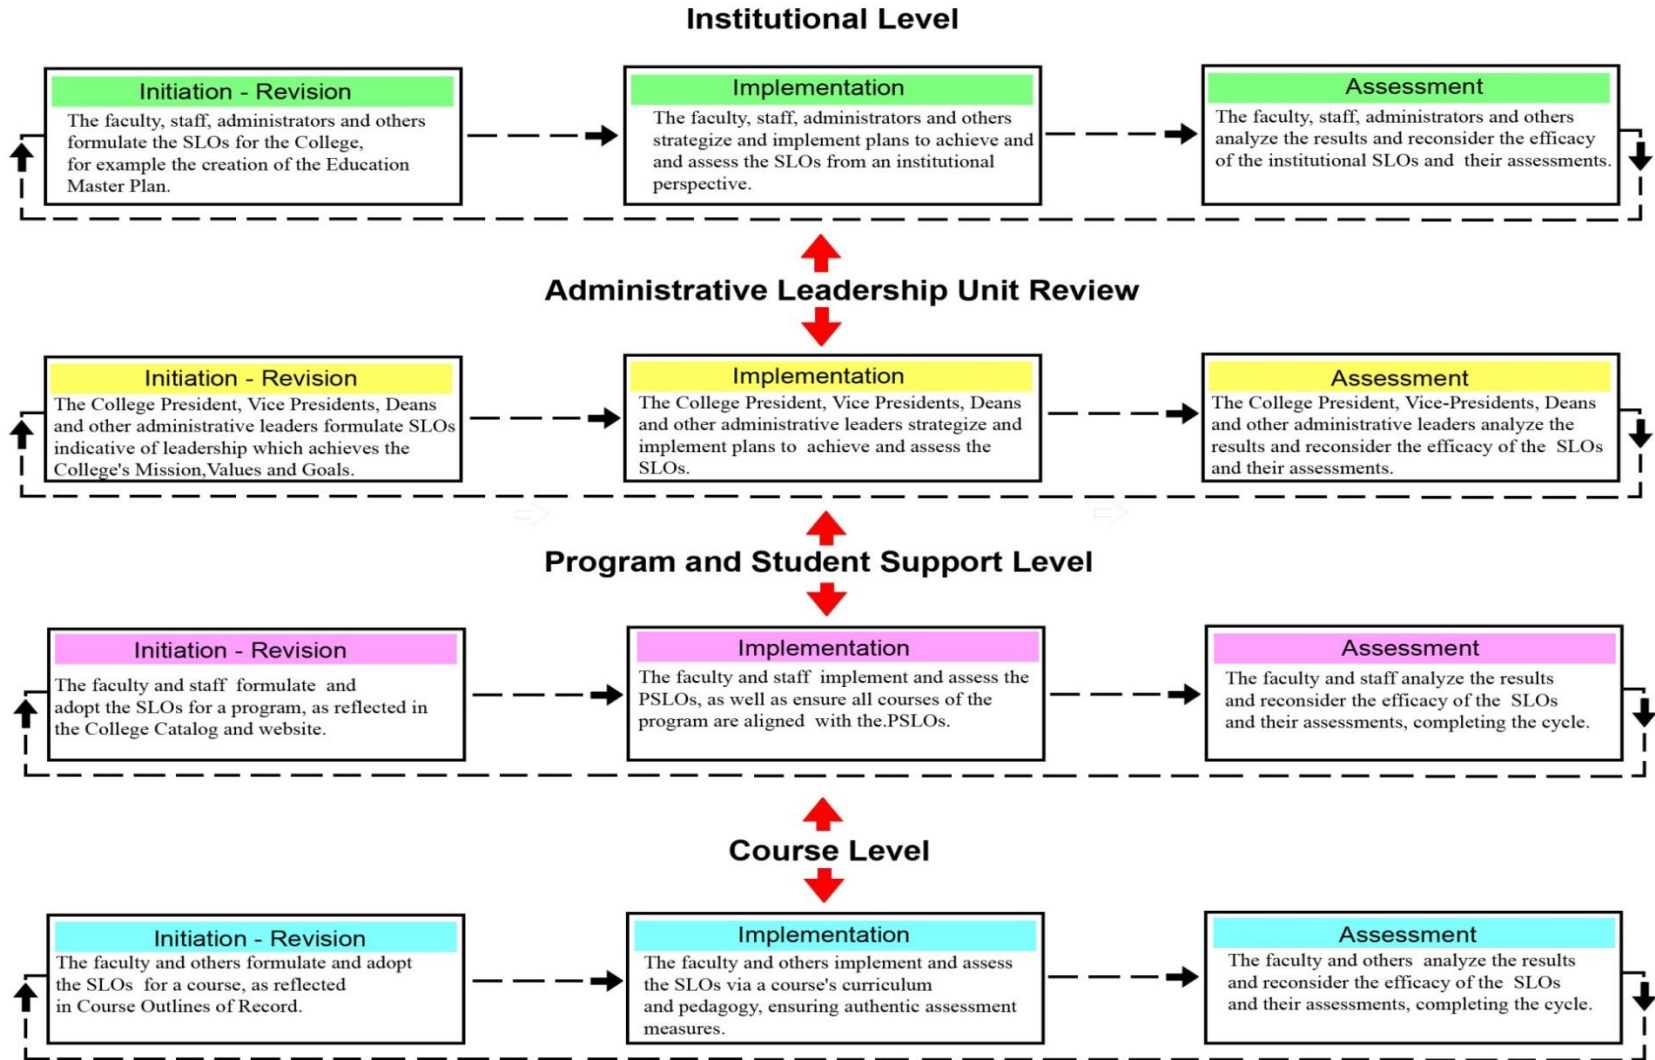 Institutional Level
Initiation - Revision
The faculty, staff, administrators and others
formulate the SLOs for the College,
for example the creation of the Education
Master Plan.
Implementation
The faculty, staff, administrators and others
strategize and implement plans to achieve and
and assess the SLOs from an institutional
perspective.
Assessment
The faculty, staff, administrators and others
analyze the results and reconsider the efficacy
of the institutional SLOs and their assessments.
Administrative Leadership Unit Review
Initiation - Revision
The College President, Vice Presidents, Deans
and other administrative leaders formulate SLOs
indicative of leadership which achieves the
College's Mission,Values and Goals.
Implementation
The College President, Vice Presidents, Deans
and other administrative leaders strategize and
implement plans to achieve and assess the
SLOs.
Assessment
The College President, Vice-Presidents, Deans
and other administrative leaders analyze the
results and reconsider the efficacy of the SLOs
and their assessments.
Program and Student Support Level
Initiation - Revision
The faculty and staff formulate and
adopt the SLOs for a program, as reflected in
the College Catalog and website.
Implementation
The faculty and staff implement and assess the
PSLOs, as well as ensure all courses of the
program are aligned with the.PSLOs.
Assessment
The faculty and staff analyze the results
and reconsider the efficacy of the SLOs
and their assessments, completing the cycle.
Course Level
Initiation - Revision
The faculty and others formulate and adopt
the SLOs for a course, as reflected
in Course Outlines of Record.
Implementation
The faculty and others implement and assess
the SLOs via a course's curriculum
and pedagogy, ensuring authentic assessment
measures.
Assessment
The faculty and others analyze the results
and reconsider the efficacy of the SLOs
and their assessments, completing the cycle.